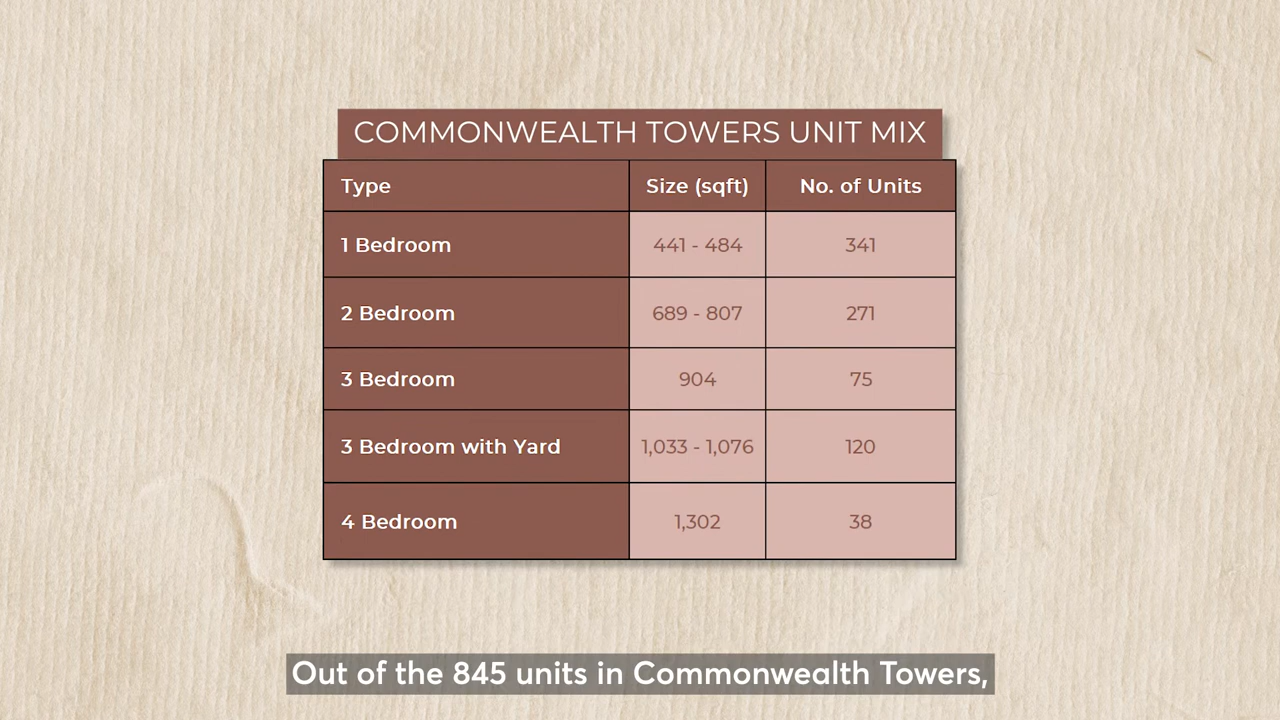 COMMONWEALTH TOWERS UNIT MIX
Type Size (sqft) No. of Units
1 Bedroom 441 - 484 341
2 Bedroom 689 - 807 271
3 Bedroom 904 75
3 Bedroom with Yard 1,033 - 1,076 120
4 Bedroom 1,302 38
Out of the 845 units in Commonwealth Towers,